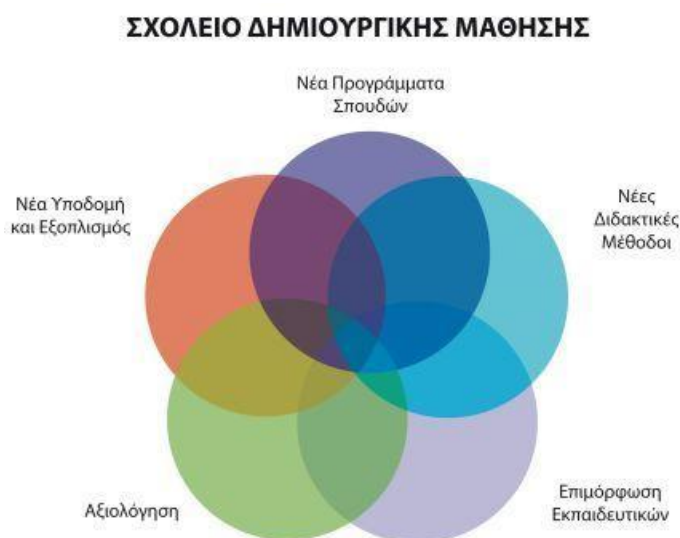 ΣΧΟΛΕΙΟ ΔΗΜΙΟΥΡΓΙΚΗΣ ΜΑΘΗΣΗΣ
Νέα Προγράμματα
Σπουδών
Νέα Υποδομή
και Εξοπλισμός
Νέες
Διδακτικές
Μέθοδοι
Αξιολόγηση
Επιμόρφωση
Εκπαιδευτικών